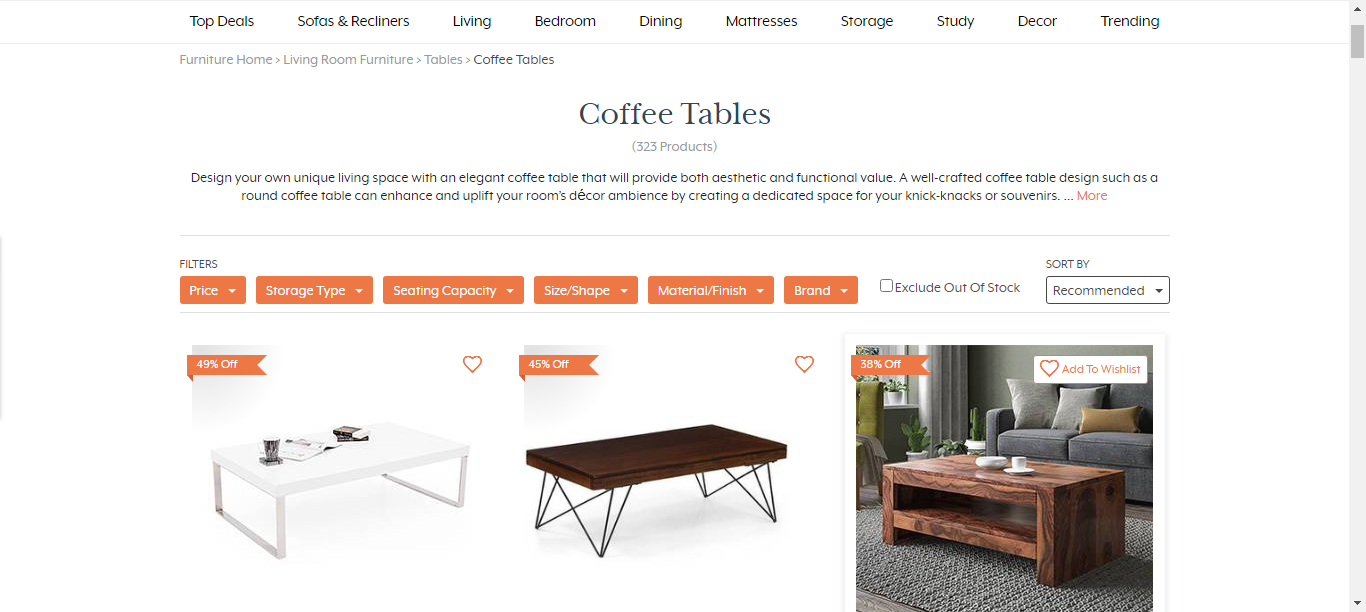 Top Deals Sofas & Recliners Living Bedroom Dining Mattresses Storage Study Decor Trending
Furniture Home > Living Room Furniture > Tables > Coffee Tables
Coffee Tables
(323 Products)
Design your own unique living space with an elegant coffee table that will provide both aesthetic and functional value. A well-crafted coffee table design such as a
round coffee table can enhance and uplift your room's décor ambience by creating a dedicated space for your knick-knacks or souvenirs. ... More
FILTERS
SORT BY
Price Storage Type Seating Capacity Size/Shape Material/Finish Brand Exclude Out Of Stock Recommended
49% Off
45% Off
38% Off
Add To Wishlist